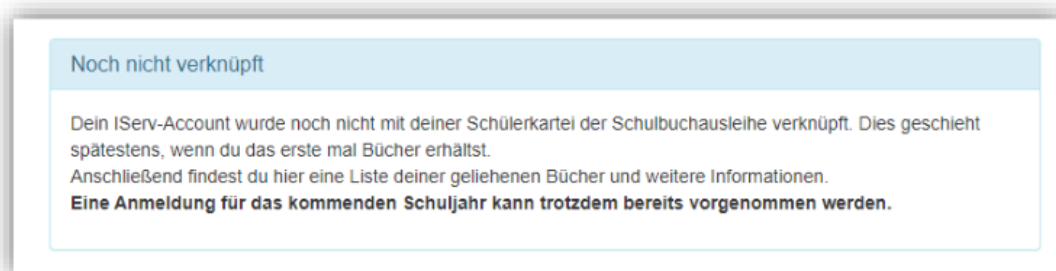 Noch nicht verknüpft
Dein IServ-Account wurde noch nicht mit deiner Schülerkartei der Schulbuchausleihe verknüpft. Dies geschieht
spätestens, wenn du das erste mal Bücher erhältst.
Anschließend findest du hier eine Liste deiner geliehenen Bücher und weitere Informationen.
Eine Anmeldung für das kommenden Schuljahr kann trotzdem bereits vorgenommen werden.